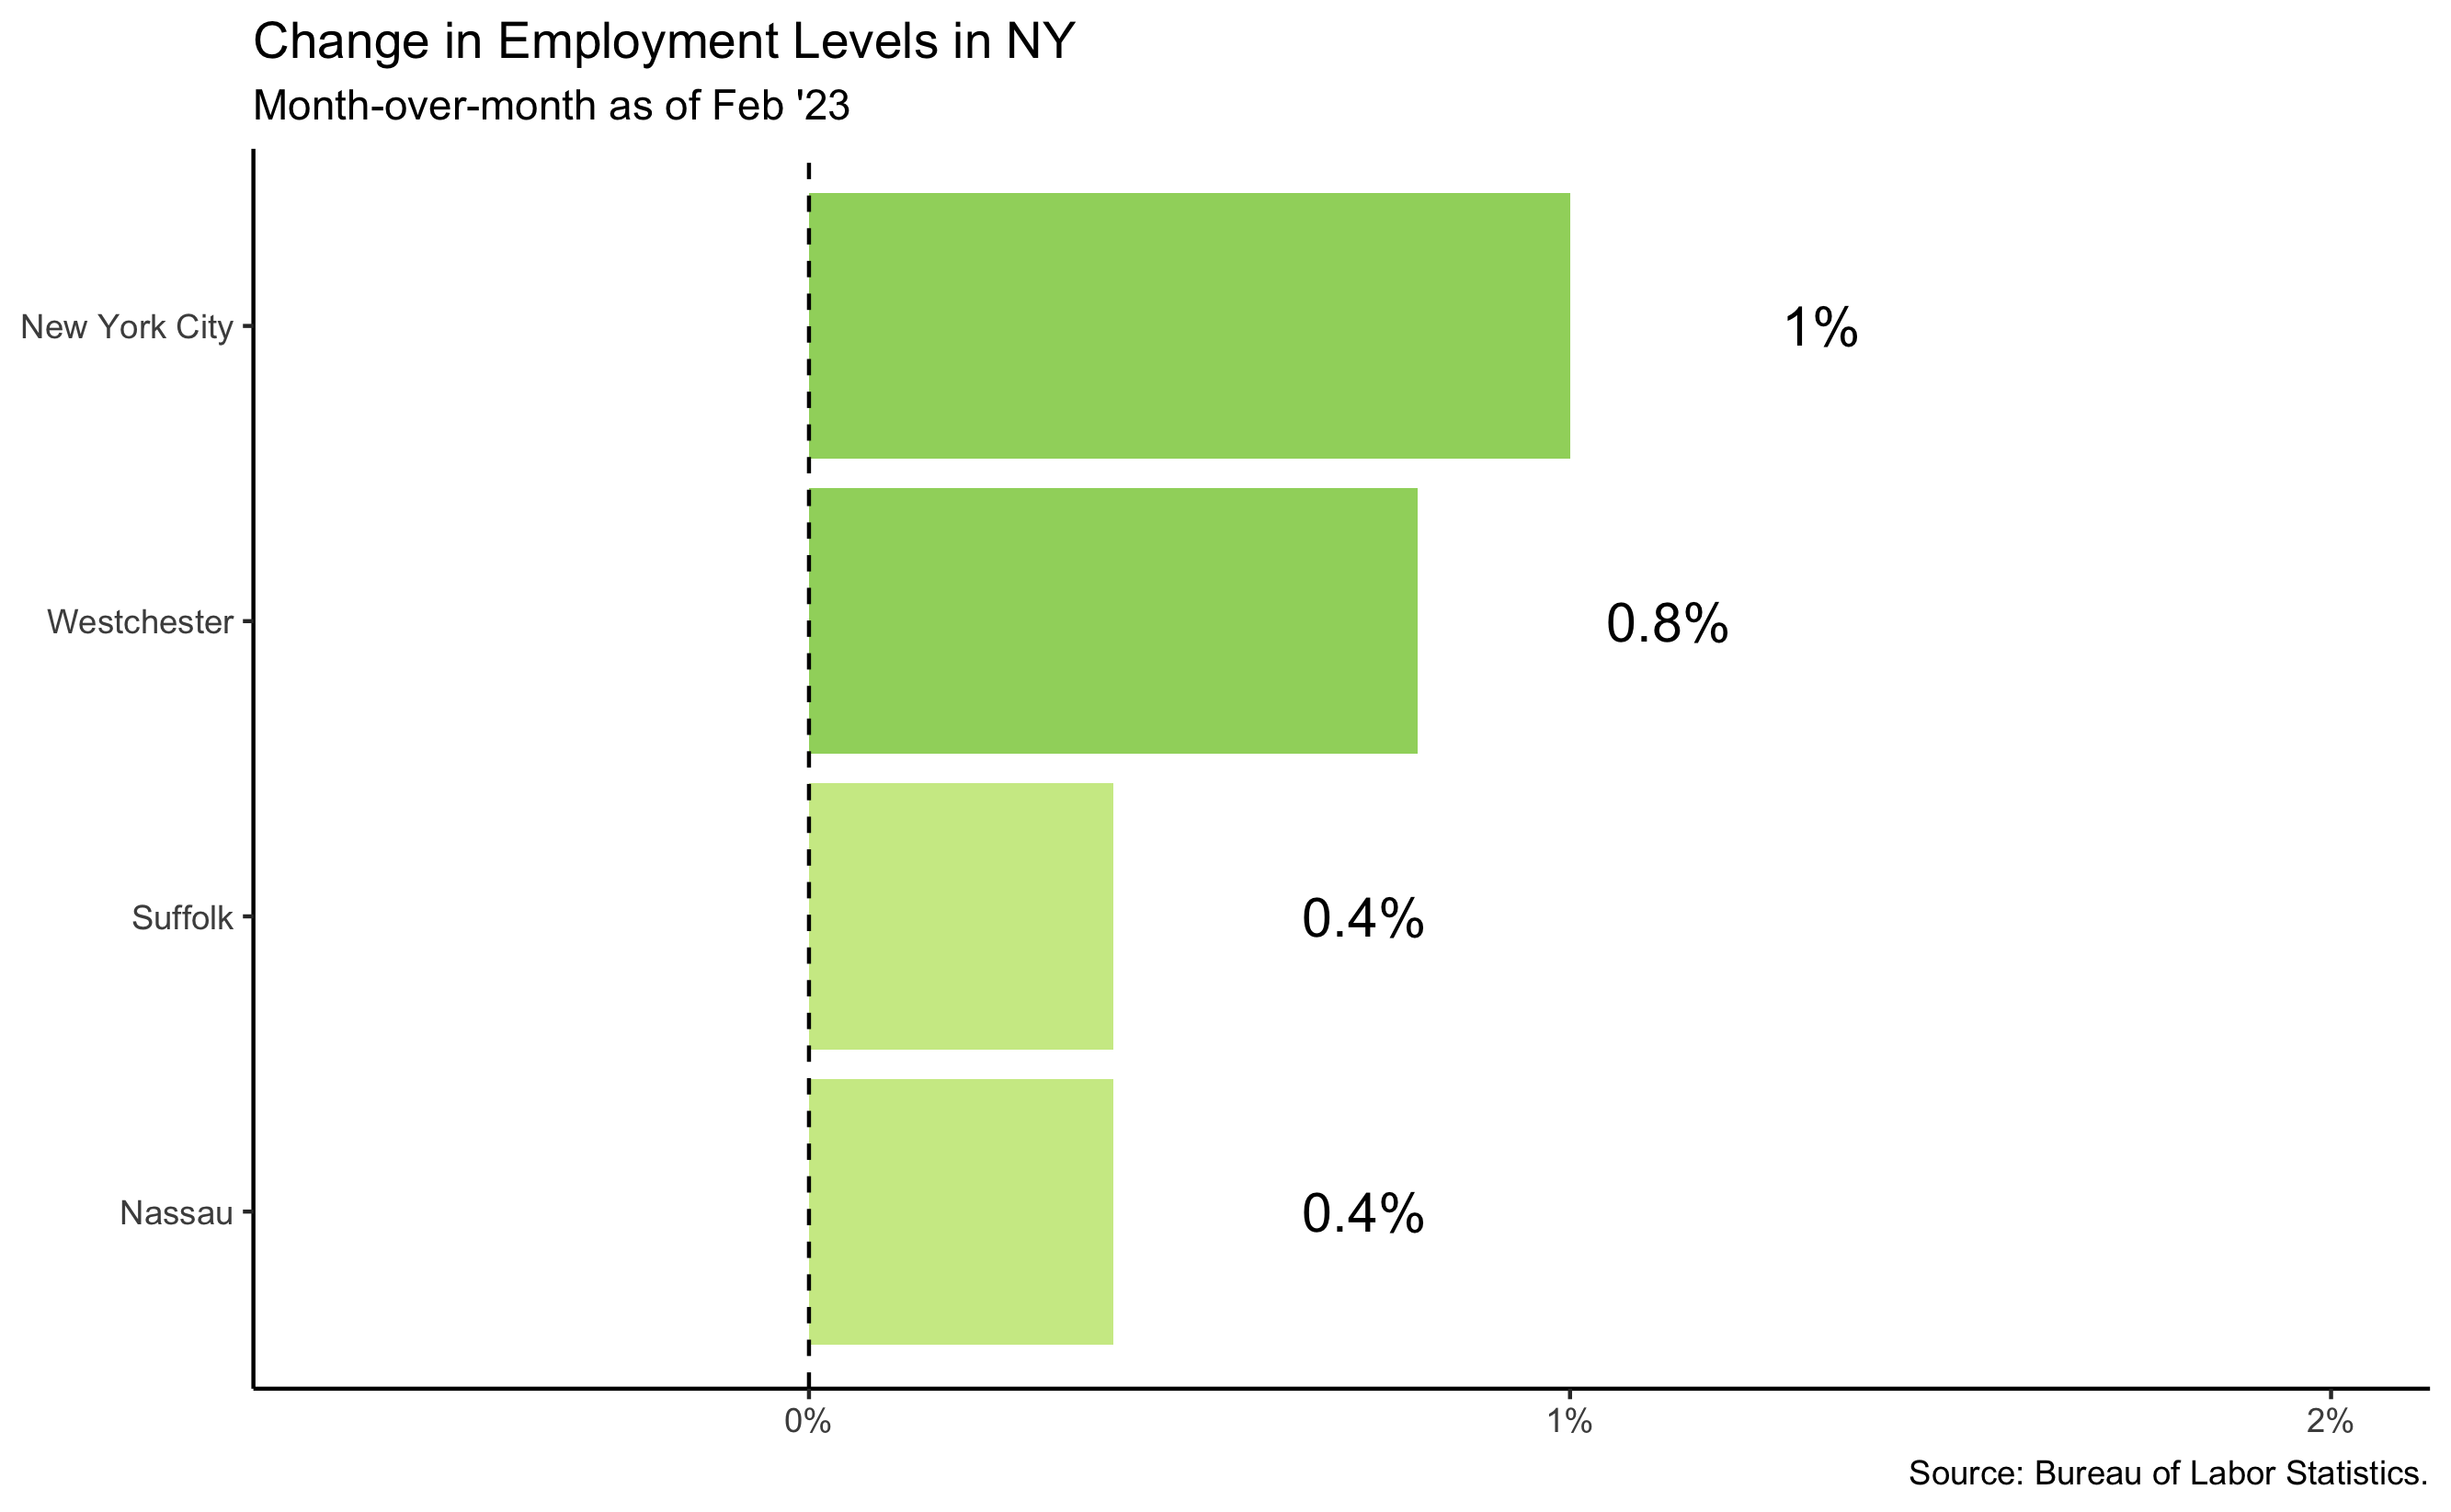 Change in Employment Levels in NY
Month-over-month as of Feb '23
New York City
1%
Westchester
0.8%
Suffolk
0.4%
Nassau
0.4%
0%
1%
2%
Source: Bureau of Labor Statistics.